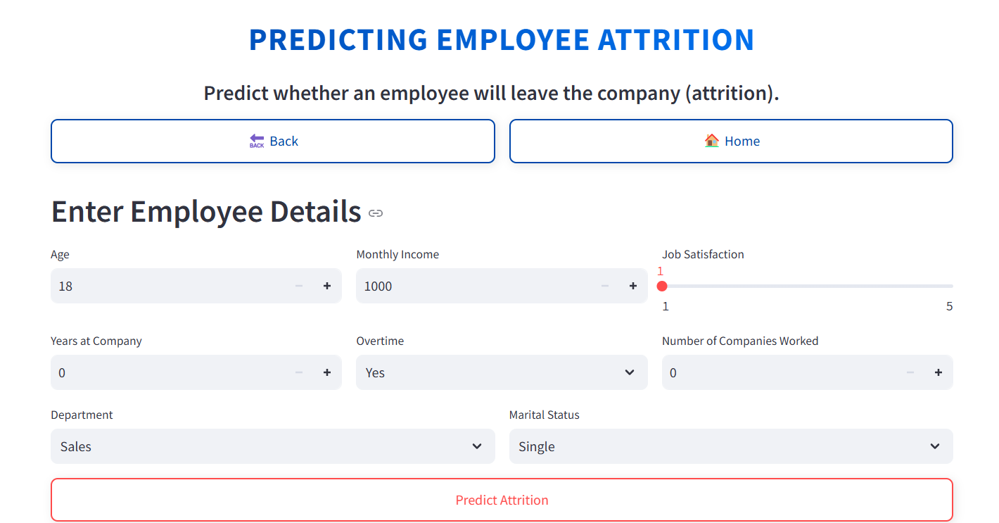 PREDICTING EMPLOYEE ATTRITION
Predict whether an employee will leave the company (attrition).
BACK Back
Home
Enter Employee Details
Age
Monthly Income
Job Satisfaction
1
18
1000
1
5
Years at Company
Overtime
Number of Companies Worked
0
Yes
0
Department
Marital Status
Sales
Single
Predict Attrition